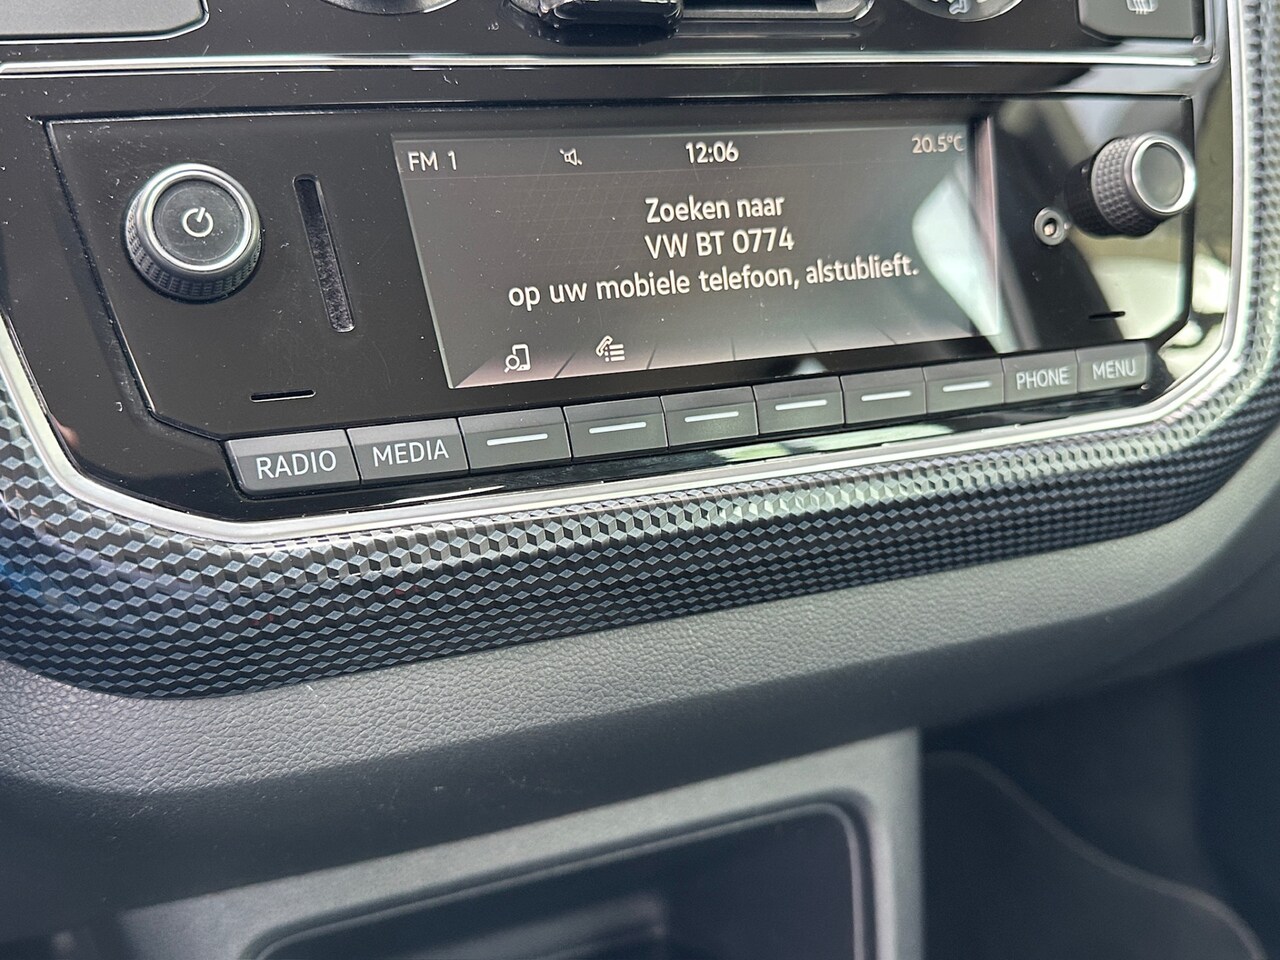 FM 1 12:06 20.5°C
Zoeken naar
VW BT 0774
op uw mobiele telefoon, alstublieft.
RADIO MEDIA PHONE MENU